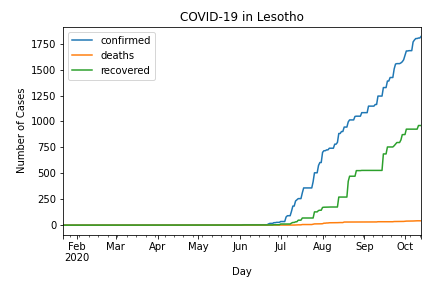 COVID-19 in Lesotho
confirmed
deaths
recovered
1750
1500
1250
1000
750
500
250
0
Number of Cases
Feb Mar Apr May Jun Jul Aug Sep Oct
2020
Day